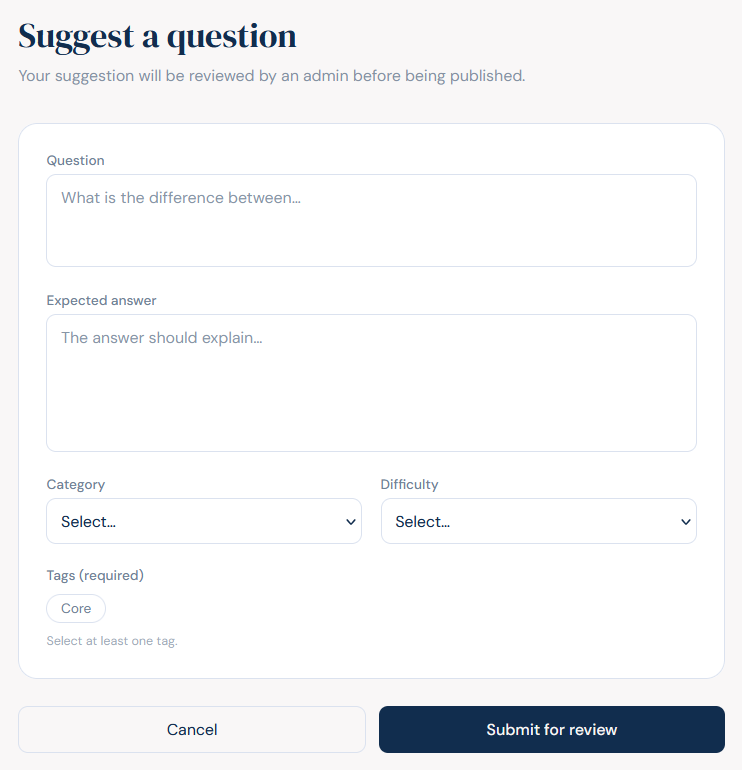 Suggest a question
Your suggestion will be reviewed by an admin before being published.
Question
What is the difference between...
Expected answer
The answer should explain...
Category
Difficulty
Select...
Select...
Tags (required)
Core
Select at least one tag.
Cancel
Submit for review